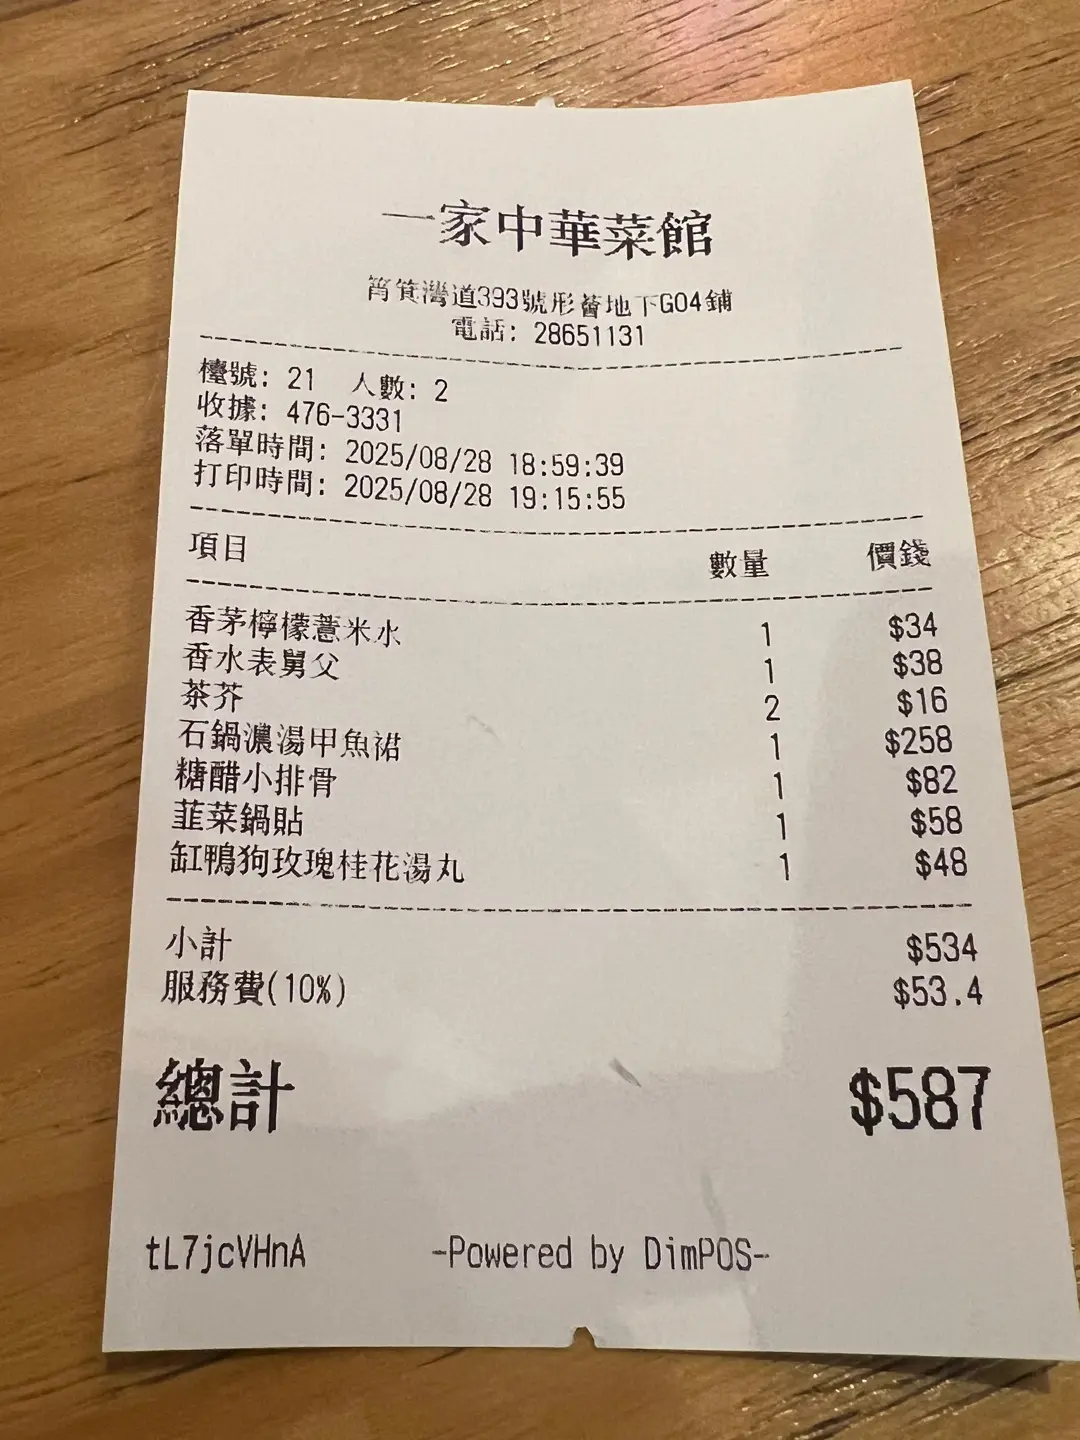 一家中華菜館
筲箕灣道393號形薈地下G04鋪
電話: 28651131
檯號: 21 人數: 2
收據: 476-3331
落單時間: 2025/08/28 18:59:39
打印時間: 2025/08/28 19:15:55
項目 數量 價錢
香茅檸檬薏米水 1 $34
香水表舅父 1 $38
茶芥 2 $16
石鍋濃湯甲魚裙 1 $258
糖醋小排骨 1 $82
韮菜鍋貼 1 $58
缸鴨狗玫瑰桂花湯丸 1 $48
小計 $534
服務費(10%) $53.4
總計 $587
tL7jcVHnA -Powered by DimPOS-